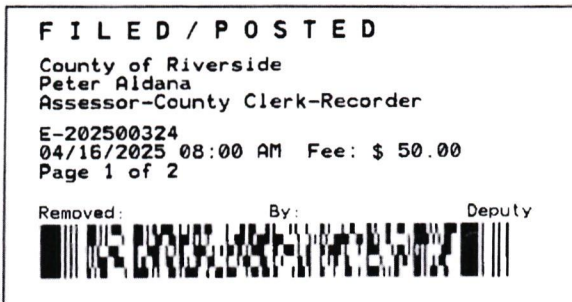 FILED/POSTED
County of Riverside
Peter Aldana
Assessor-County Clerk-Recorder
E-202500324
04/16/2025 08:00 AM Fee: $ 50.00
Page 1 of 2
Removed: By: Deputy